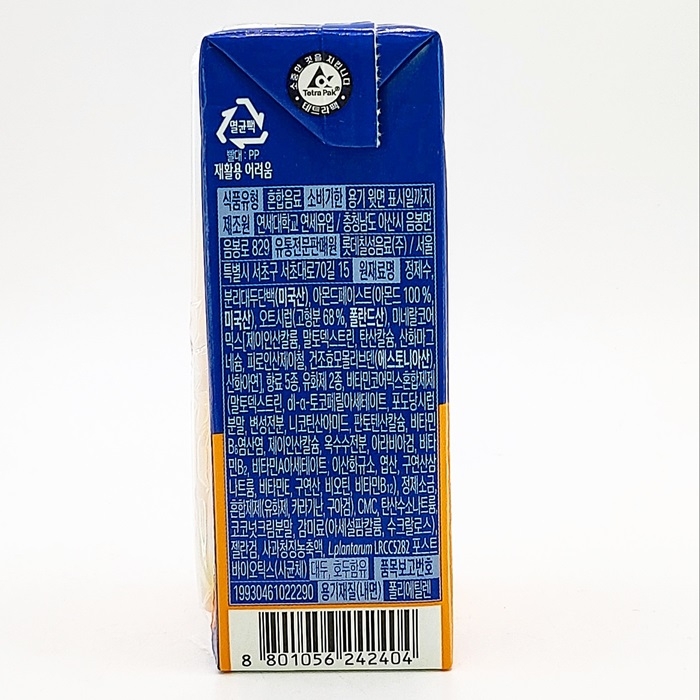 소중한 것을 지킵니다
Tetra Pak®
테트라팩
멸균팩
빨대 : PP
재활용 어려움
식품유형 혼합음료 소비기한 용기 윗면 표시일까지
제조원 연세대학교 연세유업 / 충청남도 아산시 음봉면
음봉로 829 유통전문판매원 롯데칠성음료(주) / 서울
특별시 서초구 서초대로70길 15 원재료명 정제수,
분리대두단백(미국산), 아몬드페이스트(아몬드 100 %,
미국산), 오트시럽(고형분 68 %, 폴란드산), 미네랄코어
믹스[제이인산칼륨, 말토덱스트린, 탄산칼슘, 산화마그
네슘, 피로인산제이철, 건조효모몰리브덴(에스토니아산)
산화아연], 향료 5종, 유화제 2종, 비타민코어믹스혼합제제
(말토덱스트린, dl-α-토코페릴아세테이트, 포도당시럽
분말, 변성전분, 니코틴산아미드, 판토텐산칼슘, 비타민
B₆염산염, 제이인산칼슘, 옥수수전분, 아라비아검, 비타
민B₂, 비타민A아세테이트, 이산화규소, 엽산, 구연산삼
나트륨, 비타민E, 구연산, 비오틴, 비타민B₁₂), 정제소금,
혼합제제(유화제, 카라기난, 구아검), CMC, 탄산수소나트륨,
코코넛크림분말, 감미료(아세설팜칼륨, 수크랄로스)
젤란검, 사과청징농축액, L.plantarum LRCC5282 포스트
바이오틱스(사균체) 대두, 호두함유 품목보고번호
19930461022290 용기재질(내면) 폴리에틸렌
8 801056 242404